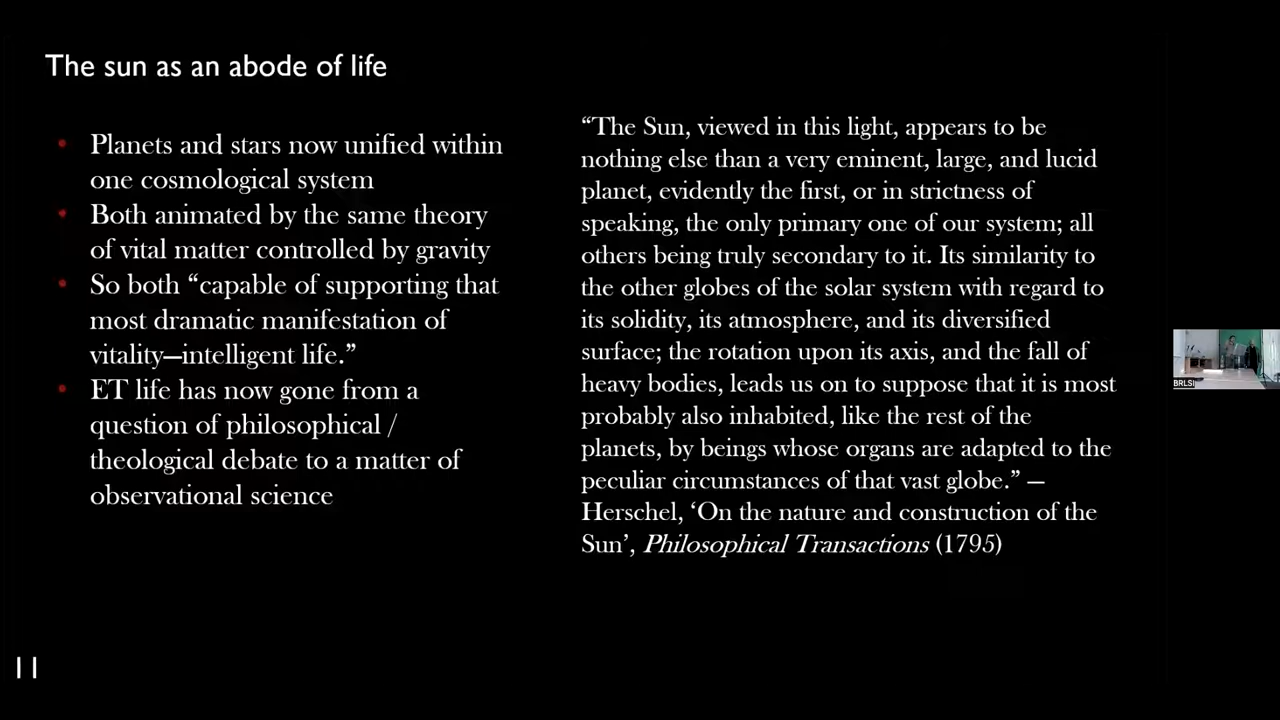 The sun as an abode of life
• Planets and stars now unified within
one cosmological system
• Both animated by the same theory
of vital matter controlled by gravity
• So both “capable of supporting that
most dramatic manifestation of
vitality—intelligent life.”
• ET life has now gone from a
question of philosophical /
theological debate to a matter of
observational science
“The Sun, viewed in this light, appears to be
nothing else than a very eminent, large, and lucid
planet, evidently the first, or in strictness of
speaking, the only primary one of our system; all
others being truly secondary to it. Its similarity to
the other globes of the solar system with regard to
its solidity, its atmosphere, and its diversified
surface; the rotation upon its axis, and the fall of
heavy bodies, leads us on to suppose that it is most
probably also inhabited, like the rest of the
planets, by beings whose organs are adapted to the
peculiar circumstances of that vast globe.” —
Herschel, ‘On the nature and construction of the
Sun’, Philosophical Transactions (1795)
BRLSI
11